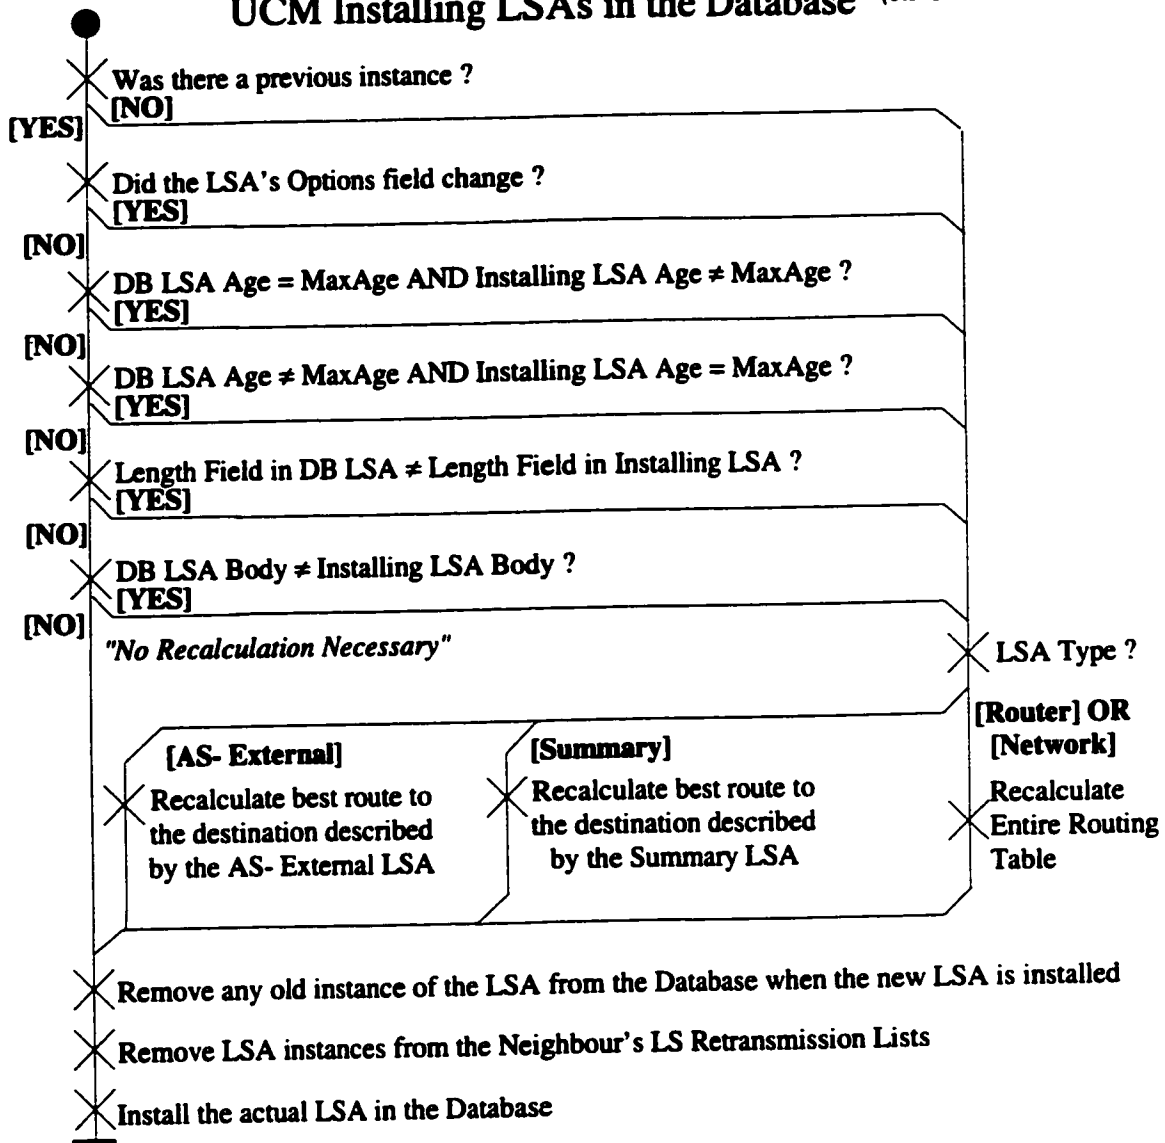 UCM Installing LSAs in the Database
Was there a previous instance ?
[NO]
[YES]
Did the LSA's Options field change ?
[YES]
[NO]
DB LSA Age = MaxAge AND Installing LSA Age ≠ MaxAge ?
[YES]
[NO]
DB LSA Age ≠ MaxAge AND Installing LSA Age = MaxAge ?
[YES]
[NO]
Length Field in DB LSA ≠ Length Field in Installing LSA ?
[YES]
[NO]
DB LSA Body ≠ Installing LSA Body ?
[YES]
[NO]
"No Recalculation Necessary"
LSA Type ?
[AS- External]
Recalculate best route to
the destination described
by the AS- External LSA
[Summary]
Recalculate best route to
the destination described
by the Summary LSA
[Router] OR
[Network]
Recalculate
Entire Routing
Table
Remove any old instance of the LSA from the Database when the new LSA is installed
Remove LSA instances from the Neighbour's LS Retransmission Lists
Install the actual LSA in the Database